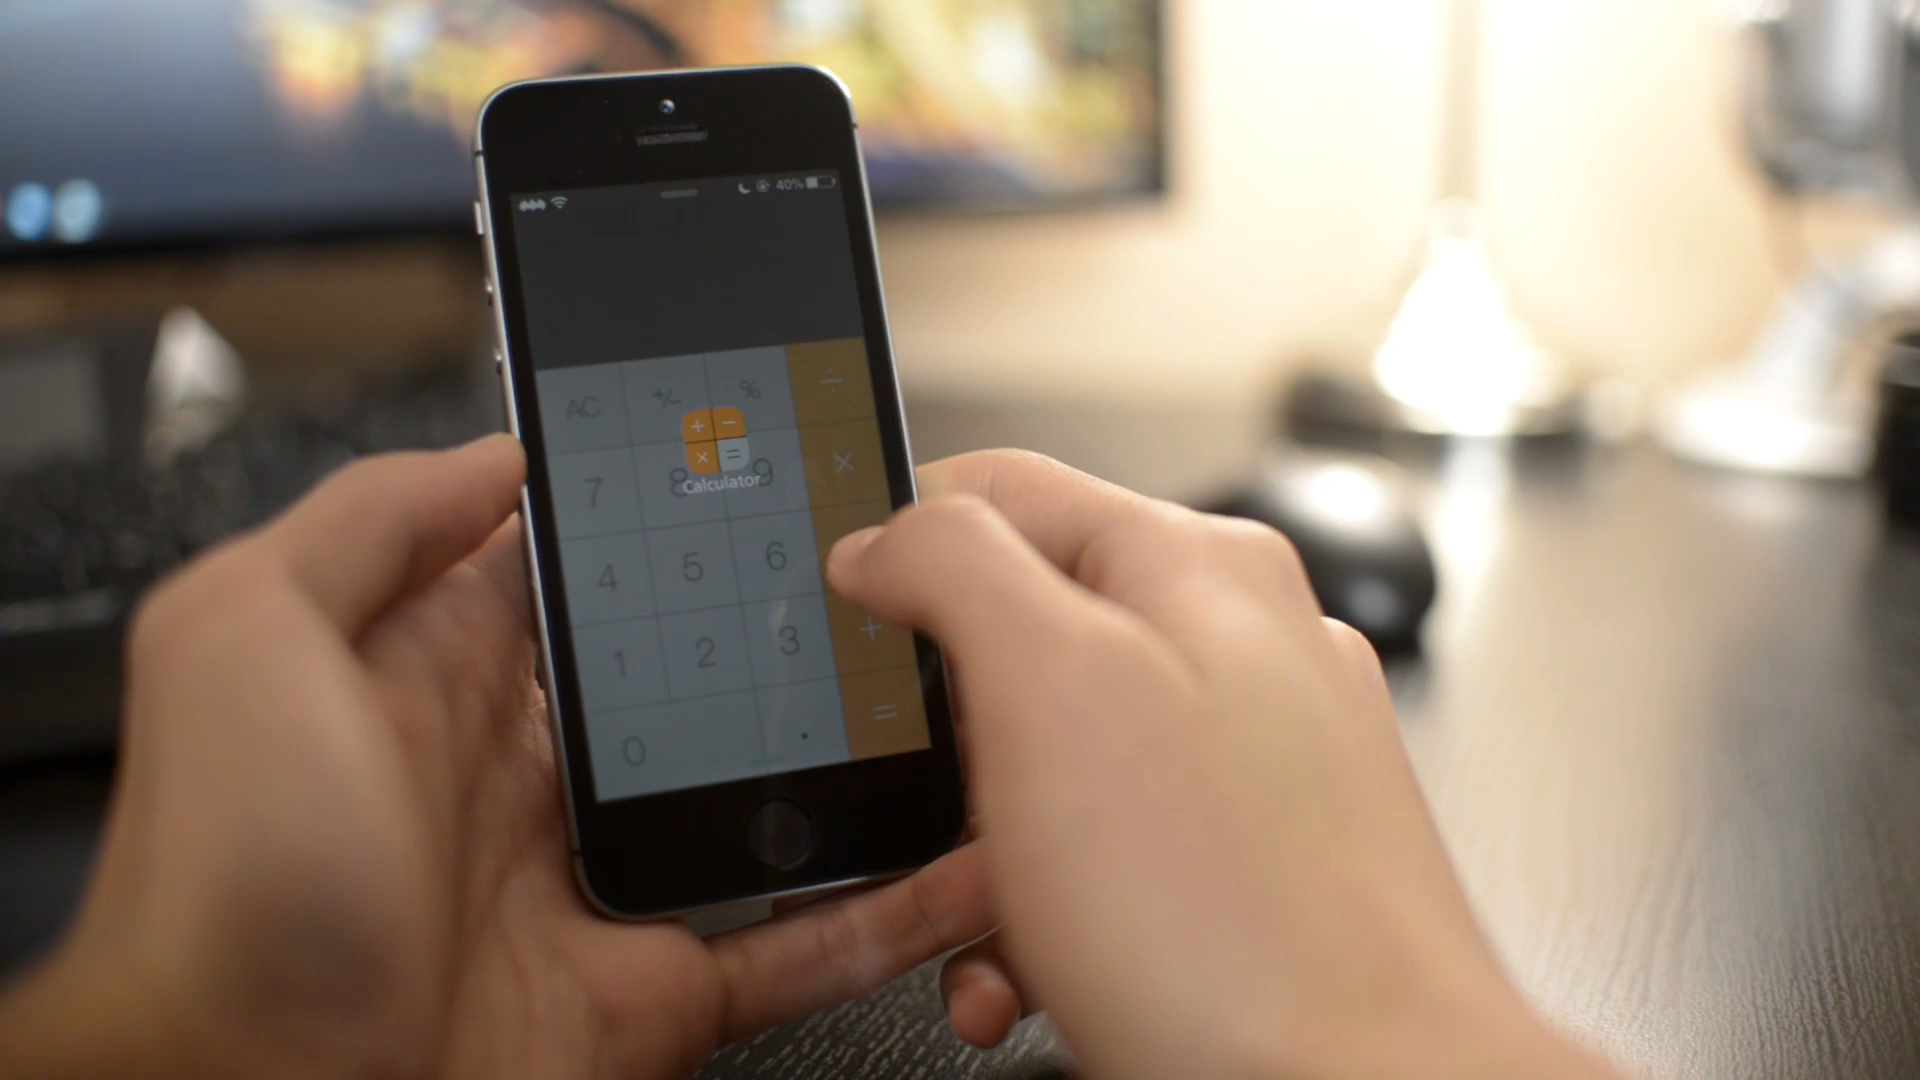 40%
AC +/- % ÷
7 8 9 ×
Calculator
4 5 6
1 2 3 +
0 . =